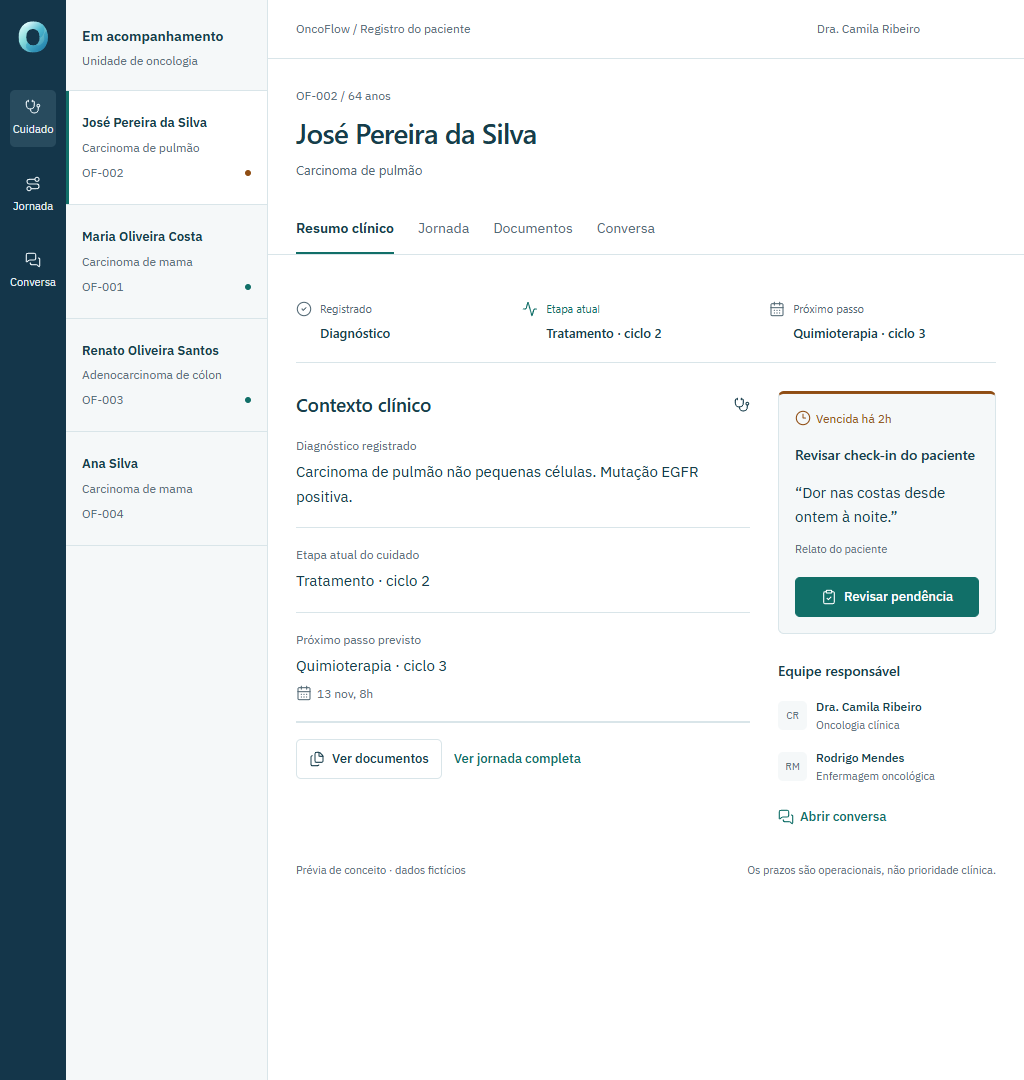 O
Cuidado
Jornada
Conversa
Em acompanhamento
Unidade de oncologia
José Pereira da Silva
Carcinoma de pulmão
OF-002
Maria Oliveira Costa
Carcinoma de mama
OF-001
Renato Oliveira Santos
Adenocarcinoma de cólon
OF-003
Ana Silva
Carcinoma de mama
OF-004
OncoFlow / Registro do paciente
Dra. Camila Ribeiro
OF-002 / 64 anos
José Pereira da Silva
Carcinoma de pulmão
Resumo clínico
Jornada
Documentos
Conversa
Registrado
Diagnóstico
Etapa atual
Tratamento · ciclo 2
Próximo passo
Quimioterapia · ciclo 3
Contexto clínico
Diagnóstico registrado
Carcinoma de pulmão não pequenas células. Mutação EGFR
positiva.
Etapa atual do cuidado
Tratamento · ciclo 2
Próximo passo previsto
Quimioterapia · ciclo 3
13 nov, 8h
Ver documentos
Ver jornada completa
Vencida há 2h
Revisar check-in do paciente
“Dor nas costas desde
ontem à noite.”
Relato do paciente
Revisar pendência
Equipe responsável
CR
Dra. Camila Ribeiro
Oncologia clínica
RM
Rodrigo Mendes
Enfermagem oncológica
Abrir conversa
Prévia de conceito · dados fictícios
Os prazos são operacionais, não prioridade clínica.